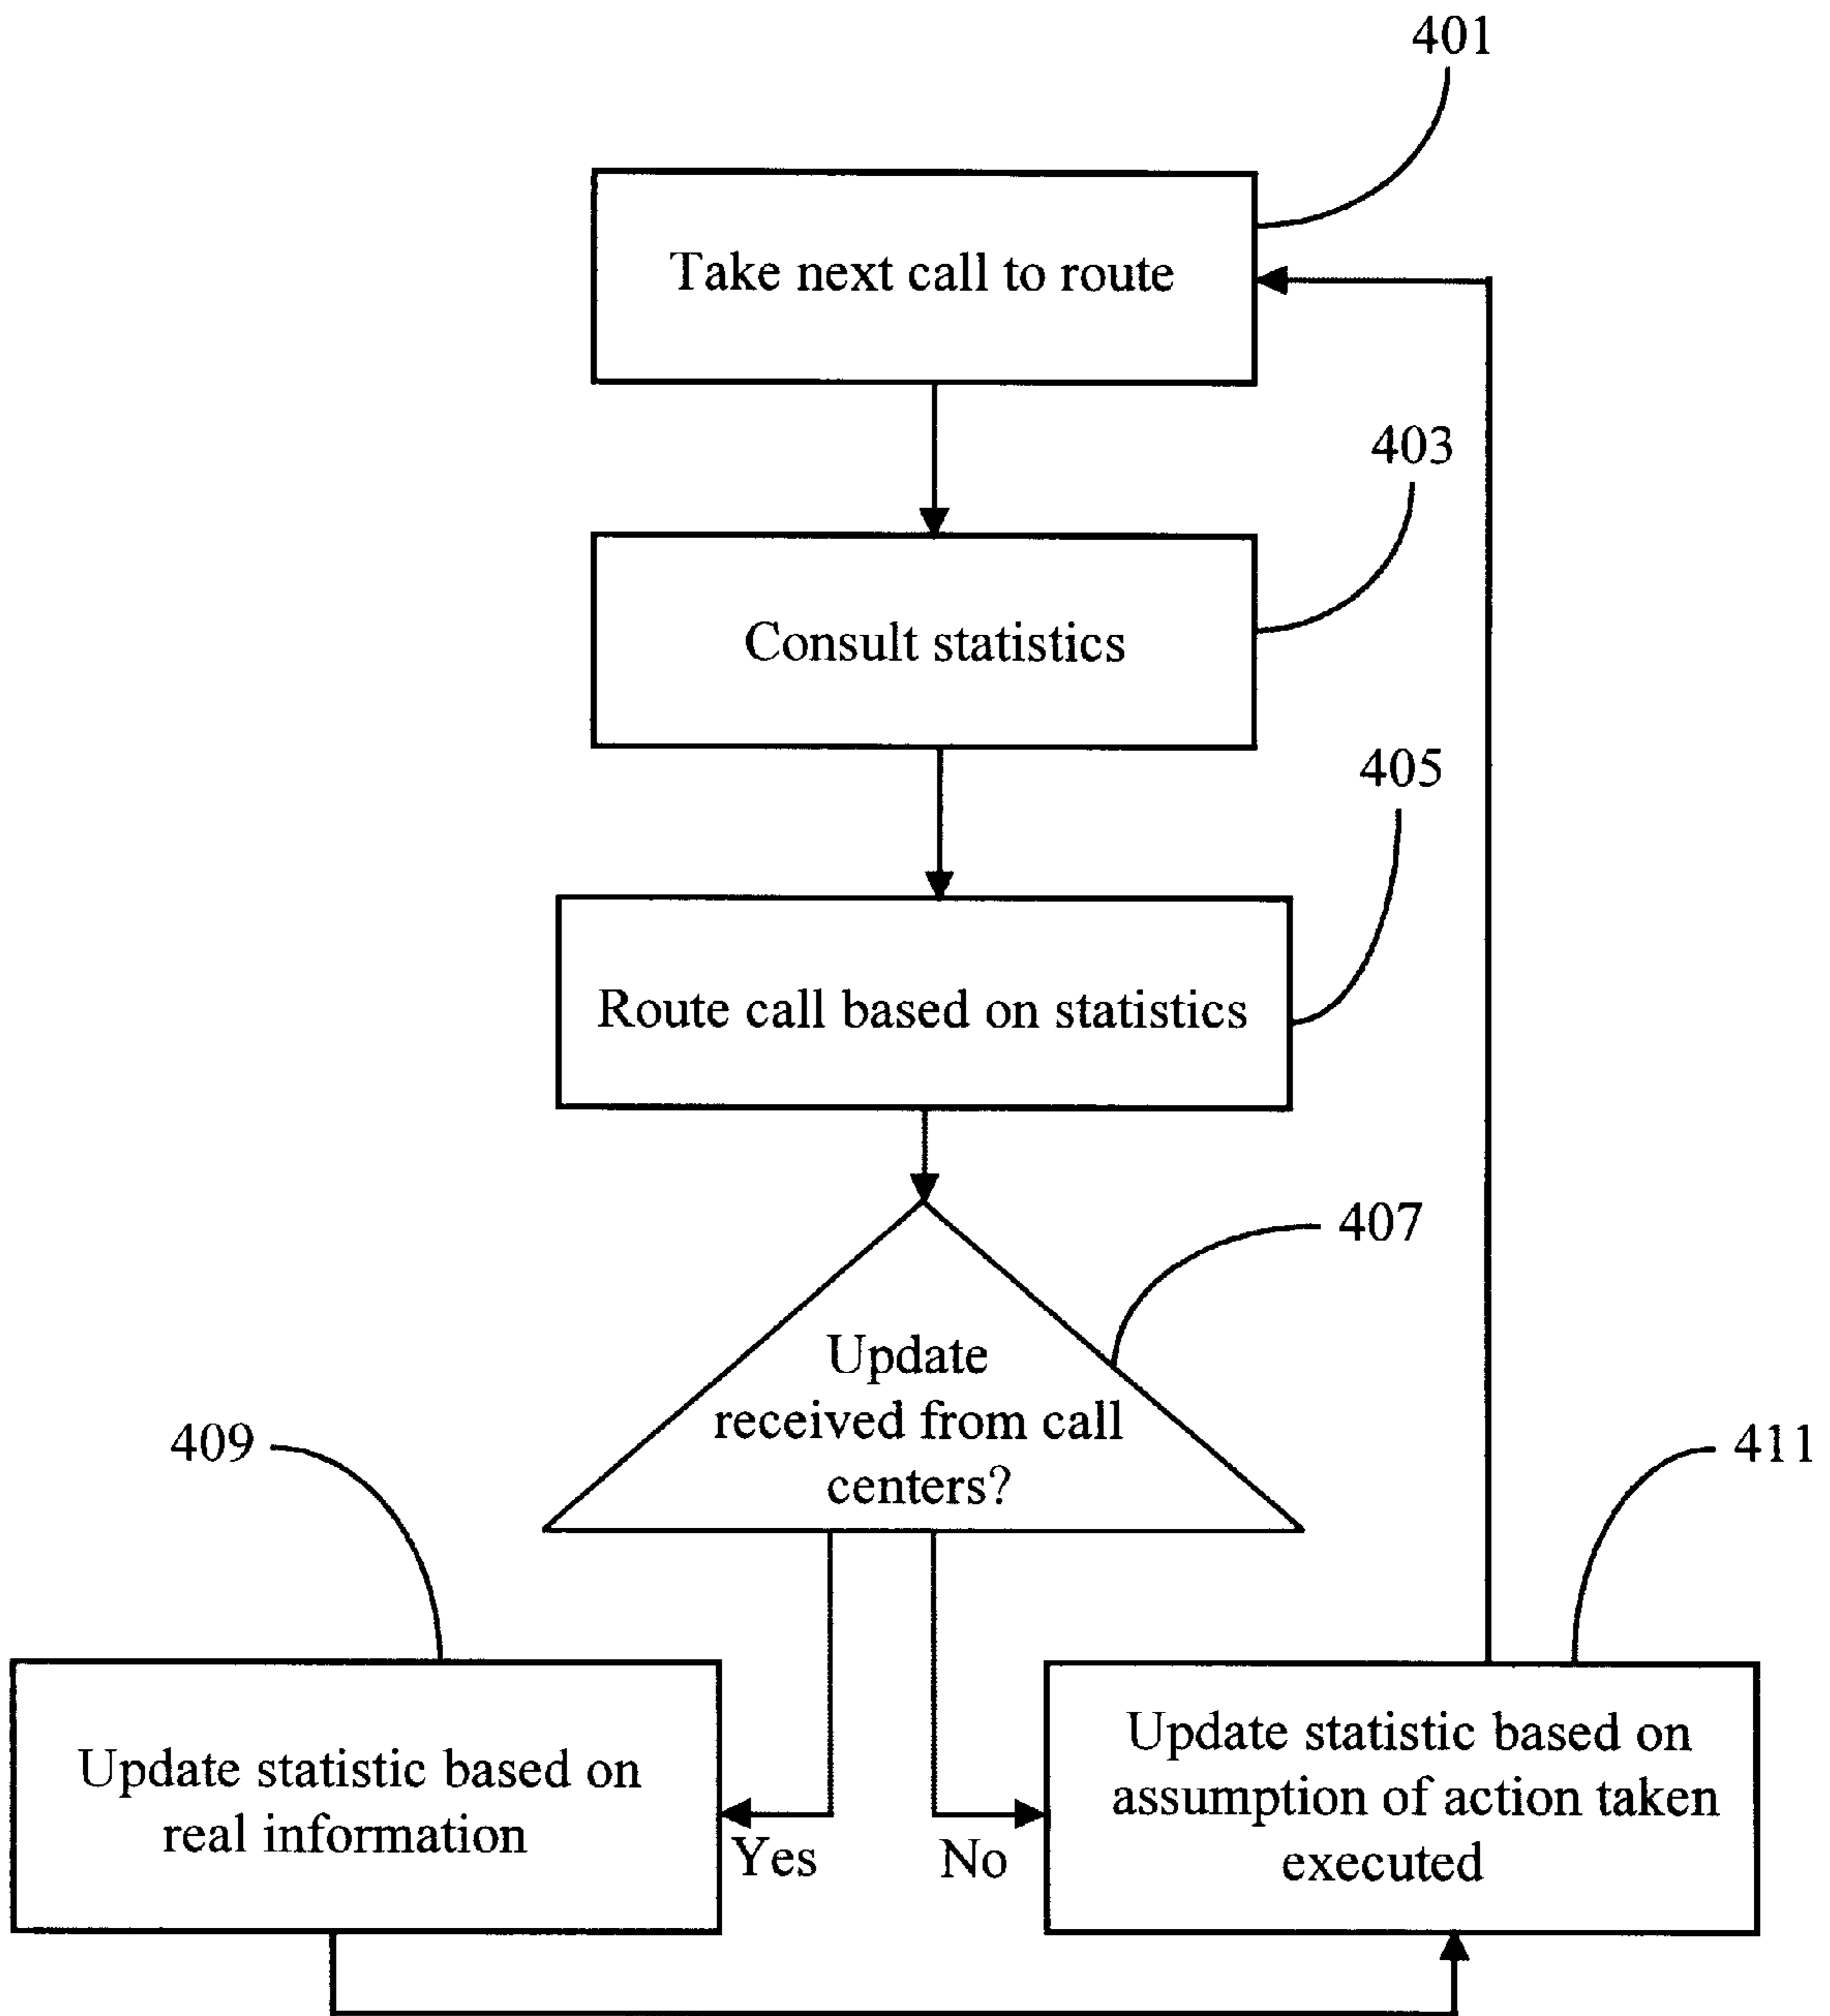 401
Take next call to route
403
Consult statistics
405
Route call based on statistics
407
Update
received from call
centers?
409
411
Update statistic based on
real information
Yes
No
Update statistic based on
assumption of action taken
executed